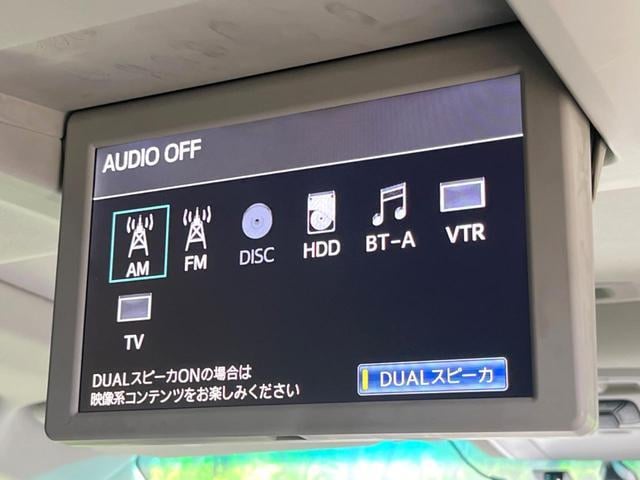 AUDIO OFF
AM FM DISC HDD BT-A VTR
TV
DUALスピーカONの場合は
映像系コンテンツをお楽しみください
DUALスピーカ